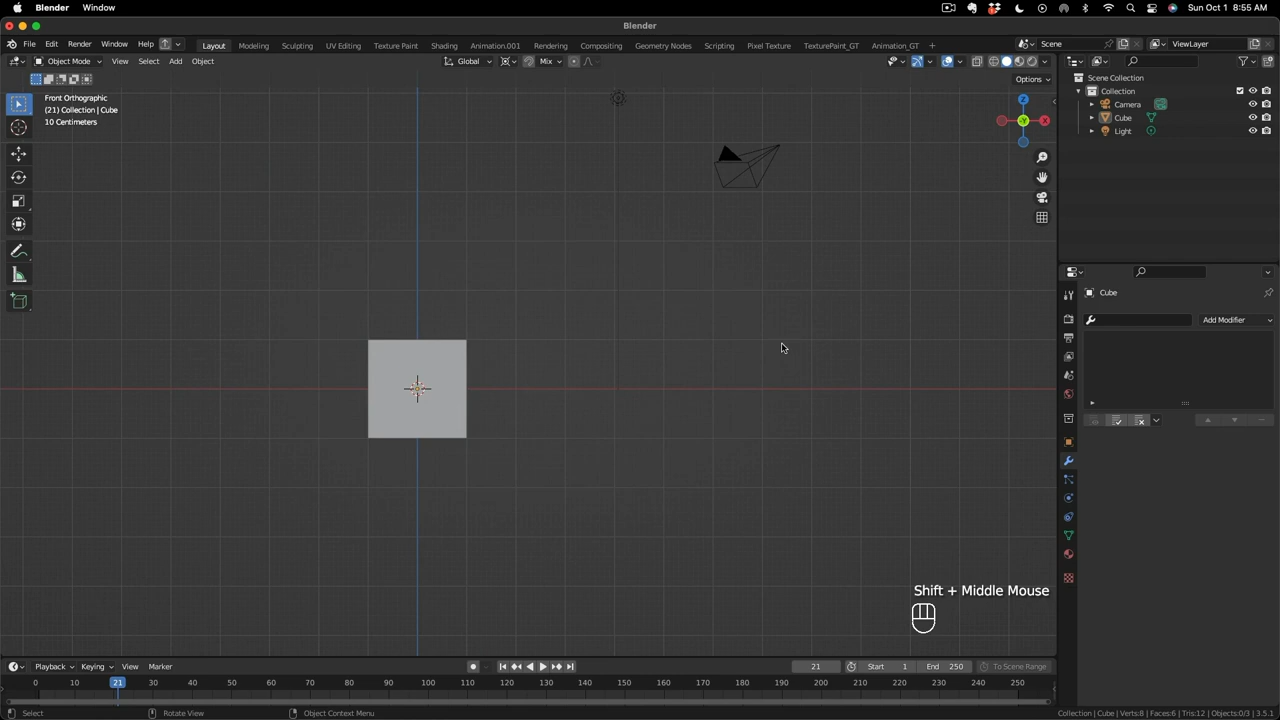 Blender Window Sun Oct 1 8:55 AM
Blender
File Edit Render Window Help Layout Modeling Sculpting UV Editing Texture Paint Shading Animation.001 Rendering Compositing Geometry Nodes Scripting Pixel Texture TexturePaint_GT Animation_GT + Scene ViewLayer
Object Mode View Select Add Object Global Mix
Options
Front Orthographic
(21) Collection | Cube
10 Centimeters
Z
-Y
X
Scene Collection
Collection
Camera
Cube
Light
Cube
Add Modifier
Shift + Middle Mouse
Playback Keying View Marker 21 Start 1 End 250 To Scene Range
0 10 21 30 40 50 60 70 80 90 100 110 120 130 140 150 160 170 180 190 200 210 220 230 240 250
Select Rotate View Object Context Menu Collection | Cube | Verts:8 | Faces:6 | Tris:12 | Objects:0/3 | 3.5.1